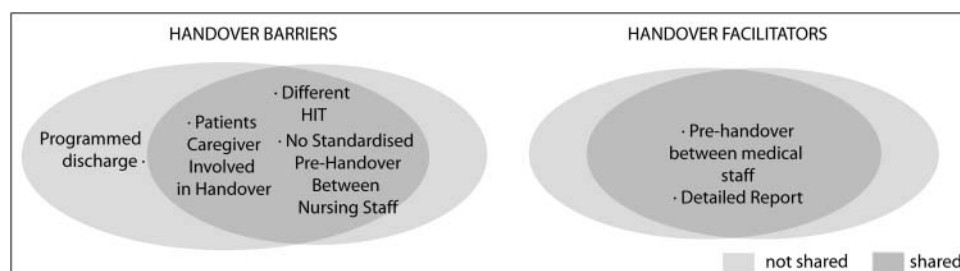 HANDOVER BARRIERS
Programmed
discharge ·
· Patients
Caregiver
Involved
in Handover
· Different
HIT
· No Standardised
Pre-Handover
Between
Nursing Staff
HANDOVER FACILITATORS
· Pre-handover
between medical
staff
· Detailed Report
not shared
shared